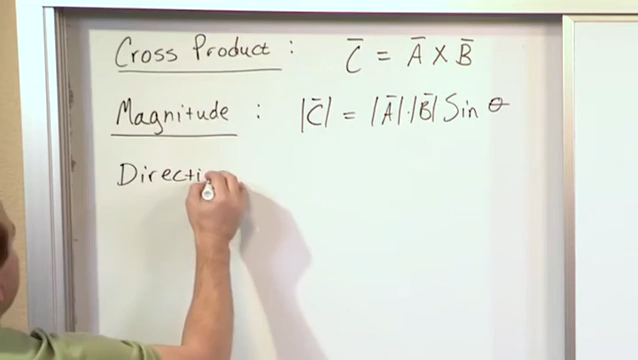 Cross Product : C̄ = Ā X B̄
Magnitude : |C̄| = |Ā|·|B̄| Sin θ
Directi